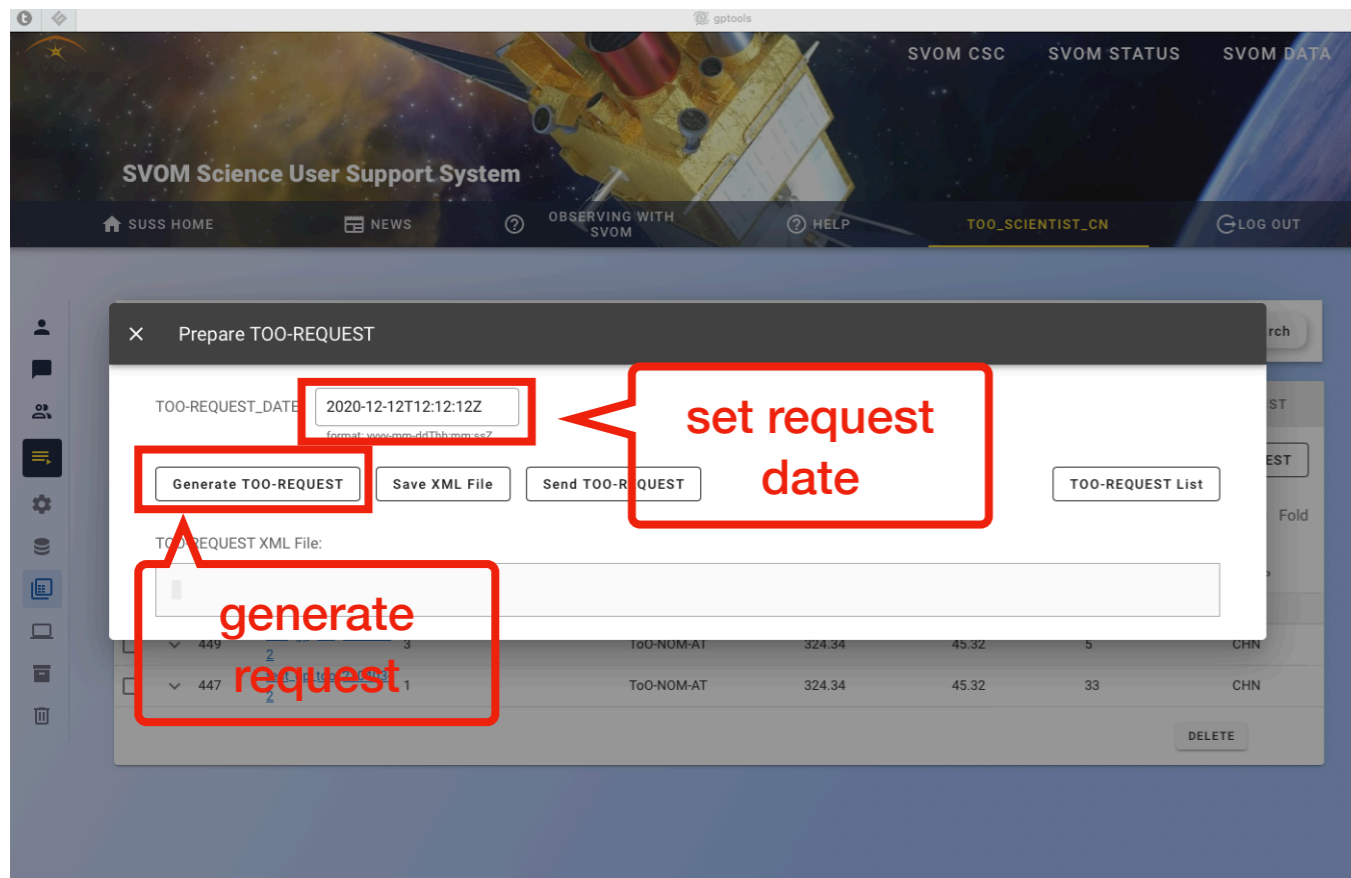 gptools
SVOM CSC
SVOM STATUS
SVOM DATA
SVOM Science User Support System
SUSS HOME
NEWS
OBSERVING WITH
SVOM
HELP
TOO_SCIENTIST_CN
LOG OUT
Prepare TOO-REQUEST
TOO-REQUEST_DATE
2020-12-12T12:12:12Z
format: yyyy-mm-ddThh:mm:ssZ
set request
date
Generate TOO-REQUEST
Save XML File
Send TOO-REQUEST
TOO-REQUEST List
Fold
TOO-REQUEST XML File:
generate
request
449
2
3
ToO-NOM-AT
324.34
45.32
5
CHN
447
2
1
ToO-NOM-AT
324.34
45.32
33
CHN
DELETE